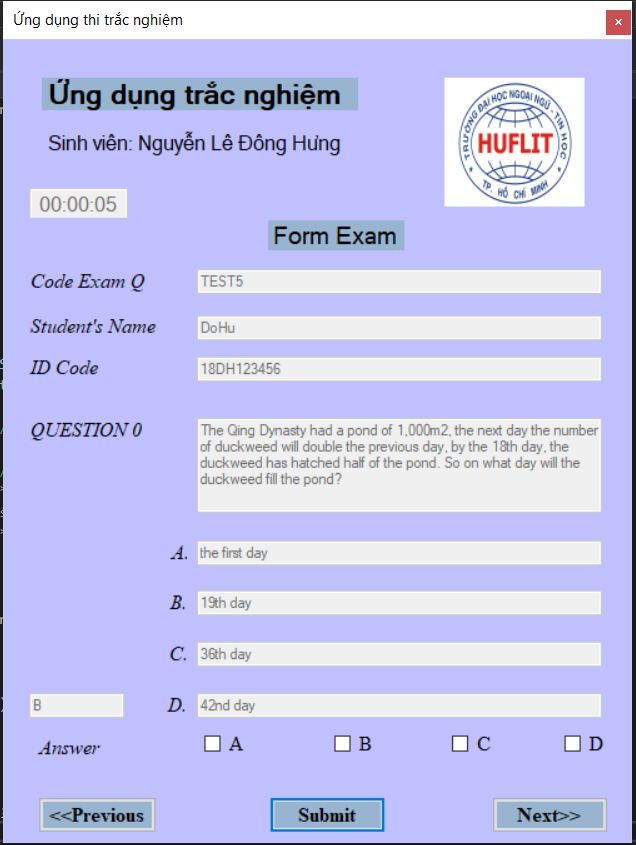 Ứng dụng thi trắc nghiệm
Ứng dụng trắc nghiệm
Sinh viên: Nguyễn Lê Đông Hưng
TRƯỜNG ĐẠI HỌC NGOẠI NGỮ - TIN HỌC
HUFLIT
TP. HỒ CHÍ MINH
00:00:05
Form Exam
Code Exam Q TEST5
Student's Name DoHu
ID Code 18DH123456
QUESTION 0 The Qing Dynasty had a pond of 1,000m2, the next day the number
of duckweed will double the previous day, by the 18th day, the
duckweed has hatched half of the pond. So on what day will the
duckweed fill the pond?
A. the first day
B. 19th day
C. 36th day
B D. 42nd day
Answer A B C D
<<Previous Submit Next>>